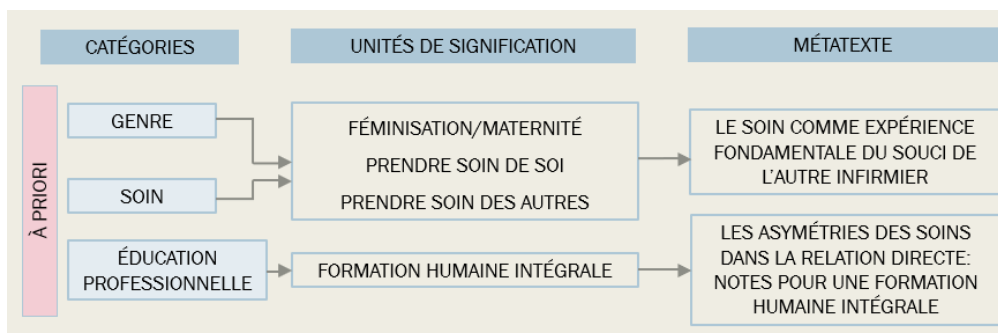 CATÉGORIES
UNITÉS DE SIGNIFICATION
MÉTATEXTE
À PRIORI
GENRE
SOIN
ÉDUCATION
PROFESSIONNELLE
FÉMINISATION/MATERNITÉ
PRENDRE SOIN DE SOI
PRENDRE SOIN DES AUTRES
FORMATION HUMAINE INTÉGRALE
LE SOIN COMME EXPÉRIENCE
FONDAMENTALE DU SOUCI DE
L'AUTRE INFIRMIER
LES ASYMÉTRIES DES SOINS
DANS LA RELATION DIRECTE:
NOTES POUR UNE FORMATION
HUMAINE INTÉGRALE